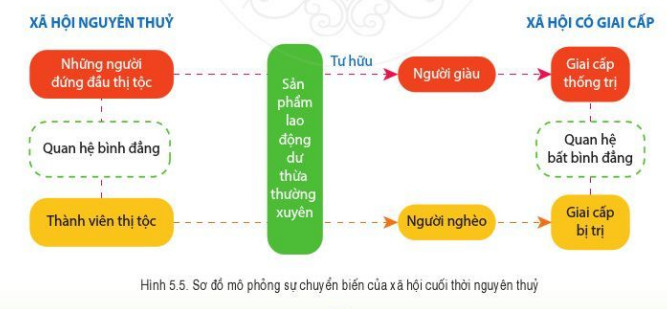 XÃ HỘI NGUYÊN THUỶ
XÃ HỘI CÓ GIAI CẤP
Những người
đứng đầu thị tộc
Quan hệ bình đẳng
Thành viên thị tộc
Sản
phẩm
lao
động
dư
thừa
thường
xuyên
Tư hữu
Người giàu
Người nghèo
Giai cấp
thống trị
Quan hệ
bất bình đẳng
Giai cấp
bị trị
Hình 5.5. Sơ đồ mô phỏng sự chuyển biến của xã hội cuối thời nguyên thuỷ